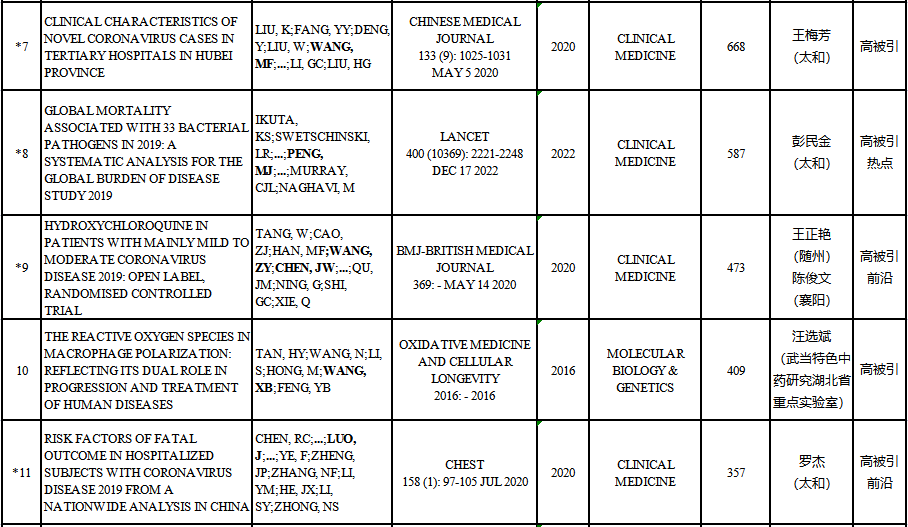 *7
CLINICAL CHARACTERISTICS OF
NOVEL CORONAVIRUS CASES IN
TERTIARY HOSPITALS IN HUBEI
PROVINCE
LIU, K;FANG, YY;DENG,
Y;LIU, W;WANG,
MF;...;LI, GC;LIU, HG
CHINESE MEDICAL
JOURNAL
133 (9): 1025-1031
MAY 5 2020
2020
CLINICAL
MEDICINE
668
王梅芳
（太和）
高被引
*8
GLOBAL MORTALITY
ASSOCIATED WITH 33 BACTERIAL
PATHOGENS IN 2019: A
SYSTEMATIC ANALYSIS FOR THE
GLOBAL BURDEN OF DISEASE
STUDY 2019
IKUTA,
KS;SWETSCHINSKI,
LR;...;PENG,
MJ;...;MURRAY,
CJL;NAGHAVI, M
LANCET
400 (10369): 2221-2248
DEC 17 2022
2022
CLINICAL
MEDICINE
587
彭民金
（太和）
高被引
热点
*9
HYDROXYCHLOROQUINE IN
PATIENTS WITH MAINLY MILD TO
MODERATE CORONAVIRUS
DISEASE 2019: OPEN LABEL,
RANDOMISED CONTROLLED
TRIAL
TANG, W;CAO,
ZJ;HAN, MF;WANG,
ZY;CHEN, JW;...;QU,
JM;NING, G;SHI,
GC;XIE, Q
BMJ-BRITISH MEDICAL
JOURNAL
369: - MAY 14 2020
2020
CLINICAL
MEDICINE
473
王正艳
（随州）
陈俊文
（襄阳）
高被引
前沿
10
THE REACTIVE OXYGEN SPECIES IN
MACROPHAGE POLARIZATION:
REFLECTING ITS DUAL ROLE IN
PROGRESSION AND TREATMENT
OF HUMAN DISEASES
TAN, HY;WANG, N;LI,
S;HONG, M;WANG,
XB;FENG, YB
OXIDATIVE MEDICINE
AND CELLULAR
LONGEVITY
2016: - 2016
2016
MOLECULAR
BIOLOGY &
GENETICS
409
汪选斌
（武当特色中
药研究湖北省
重点实验室）
高被引
*11
RISK FACTORS OF FATAL
OUTCOME IN HOSPITALIZED
SUBJECTS WITH CORONAVIRUS
DISEASE 2019 FROM A
NATIONWIDE ANALYSIS IN CHINA
CHEN, RC;...;LUO,
J;...;YE, F;ZHENG,
JP;ZHANG, NF;LI,
YM;HE, JX;LI,
SY;ZHONG, NS
CHEST
158 (1): 97-105 JUL 2020
2020
CLINICAL
MEDICINE
357
罗杰
（太和）
高被引
前沿